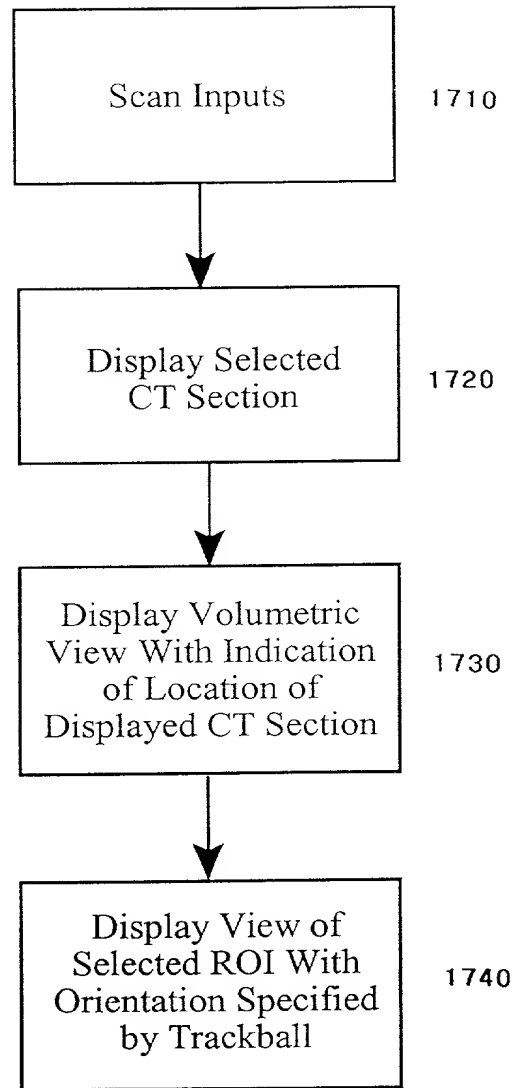 Scan Inputs
1710
Display Selected
CT Section
1720
Display Volumetric
View With Indication
of Location of
Displayed CT Section
1730
Display View of
Selected ROI With
Orientation Specified
by Trackball
1740